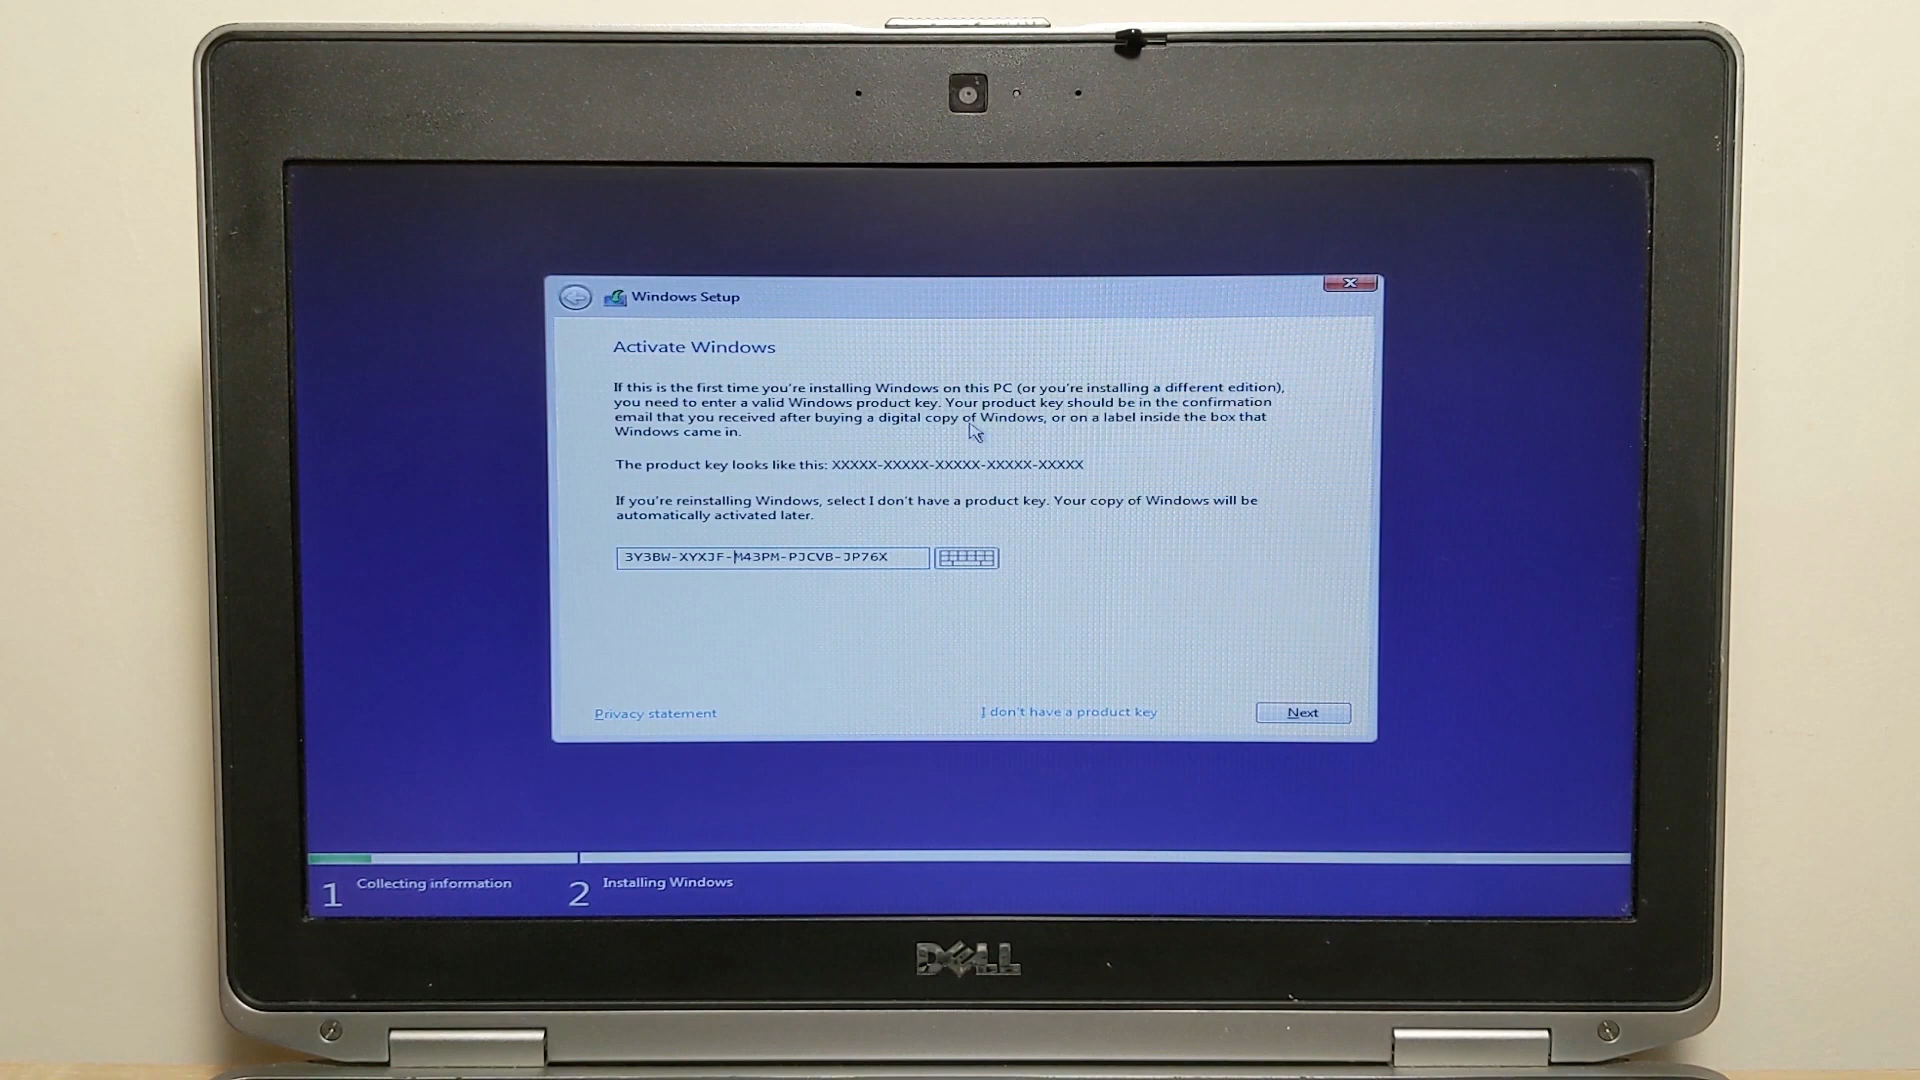 Windows Setup
Activate Windows
If this is the first time you're installing Windows on this PC (or you're installing a different edition),
you need to enter a valid Windows product key. Your product key should be in the confirmation
email that you received after buying a digital copy of Windows, or on a label inside the box that
Windows came in.
The product key looks like this: XXXXX-XXXXX-XXXXX-XXXXX-XXXXX
If you're reinstalling Windows, select I don't have a product key. Your copy of Windows will be
automatically activated later.
3Y3BW-XYXJF-M43PM-PJCVB-JP76X
Privacy statement
I don't have a product key
Next
1 Collecting information
2 Installing Windows
DELL